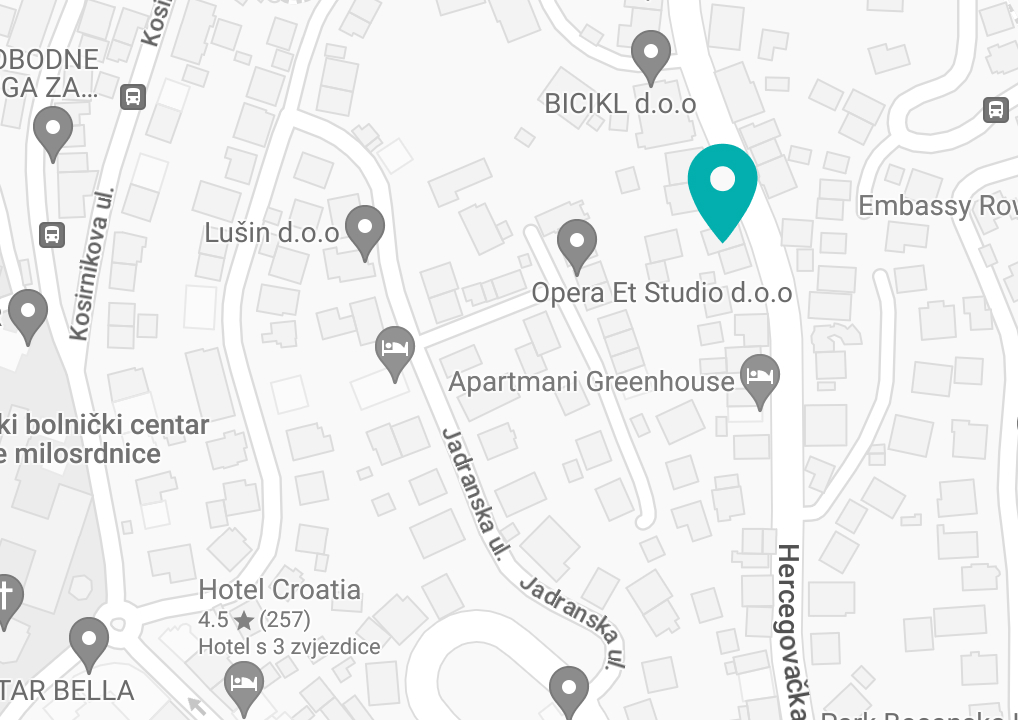 Kosi
OBODNE
GA ZA...
BICIKL d.o.o
Kosirnikova ul.
Embassy Row
Lušin d.o.o
Opera Et Studio d.o.o
Apartmani Greenhouse
ki bolnički centar
e milosrdnice
Jadranska ul.
Hercegovačka
Hotel Croatia
4.5 ★ (257)
Hotel s 3 zvjezdice
Jadranska ul.
TAR BELLA